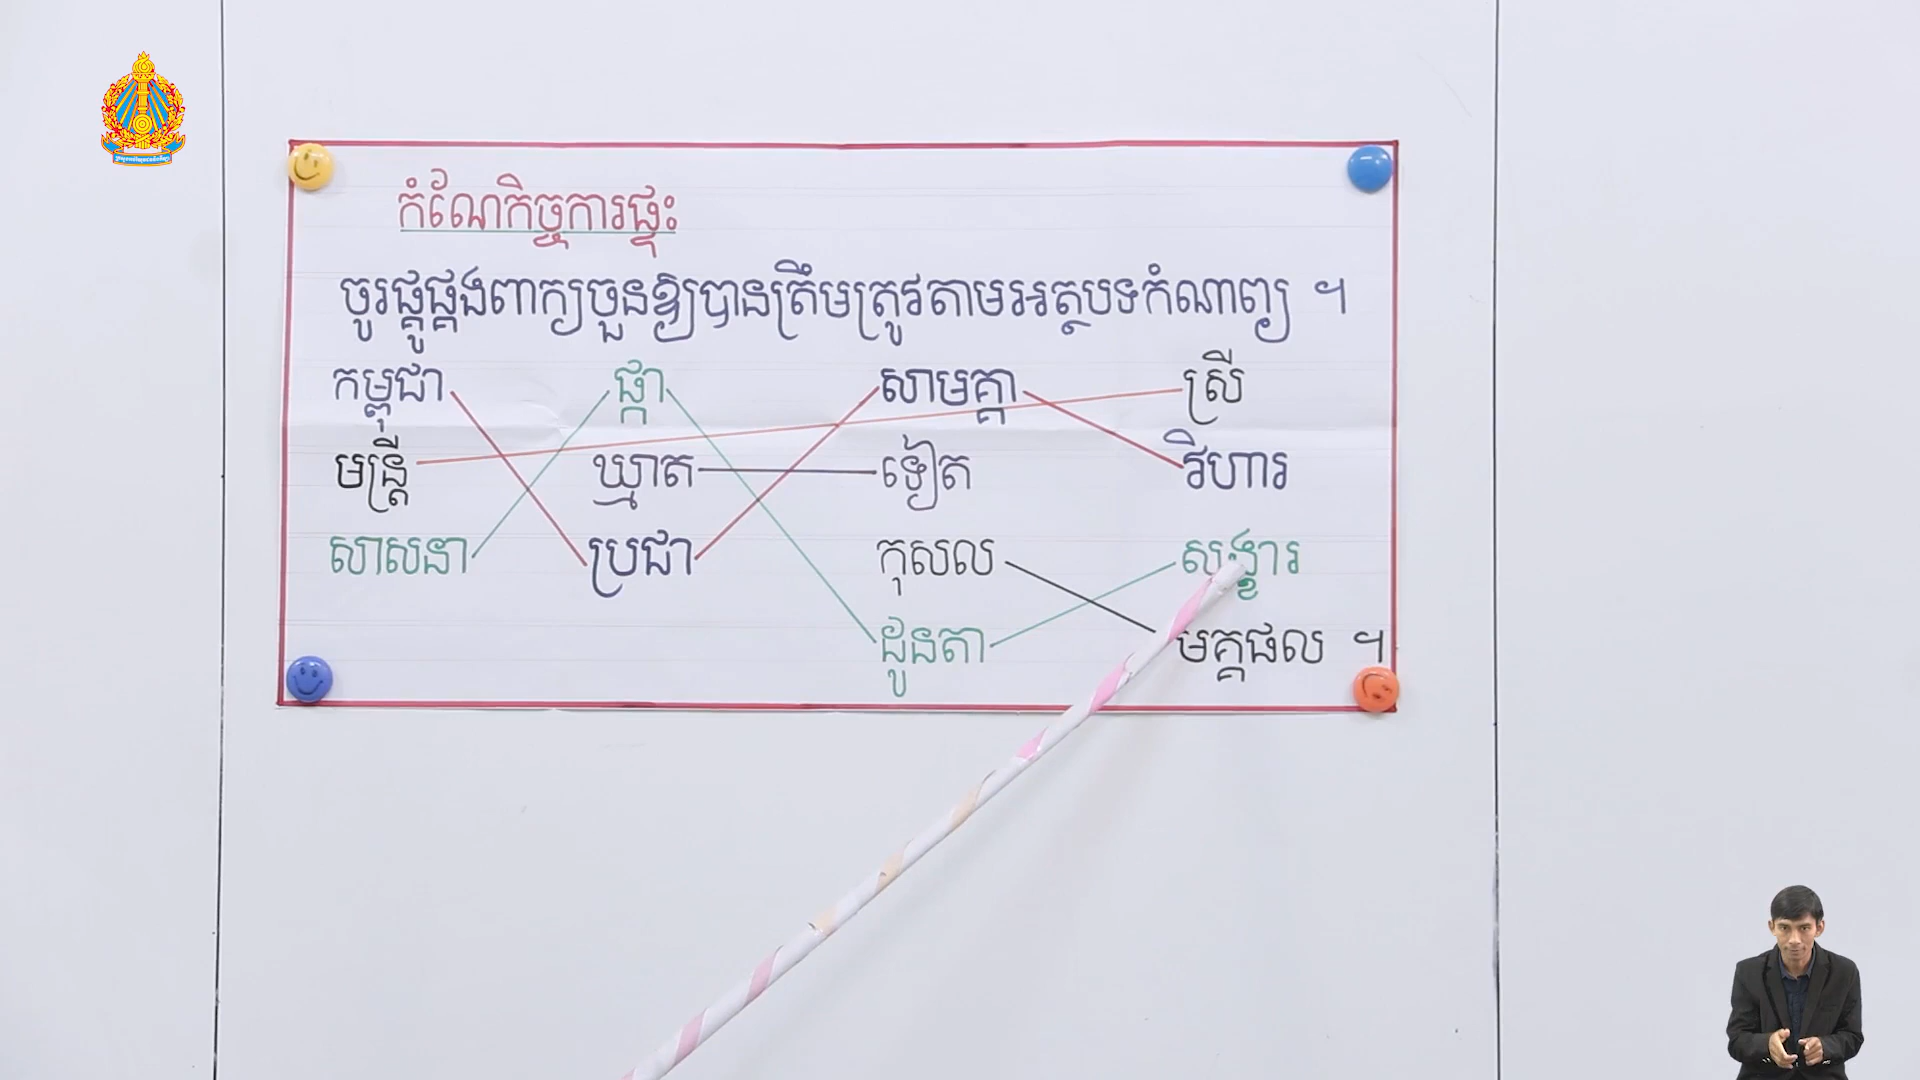 កំណែកិច្ចការផ្ទះ
ចូរផ្គូផ្គងពាក្យចួនឱ្យបានត្រឹមត្រូវតាមអត្ថបទកំណាព្យ ។
កម្ពុជា ផ្កា សាមគ្គា ស្រី
មន្ត្រី ឃ្មាត ទៀត វិហារ
សាសនា ប្រជា កុសល សង្ខារ
ដូនតា មគ្គផល ។